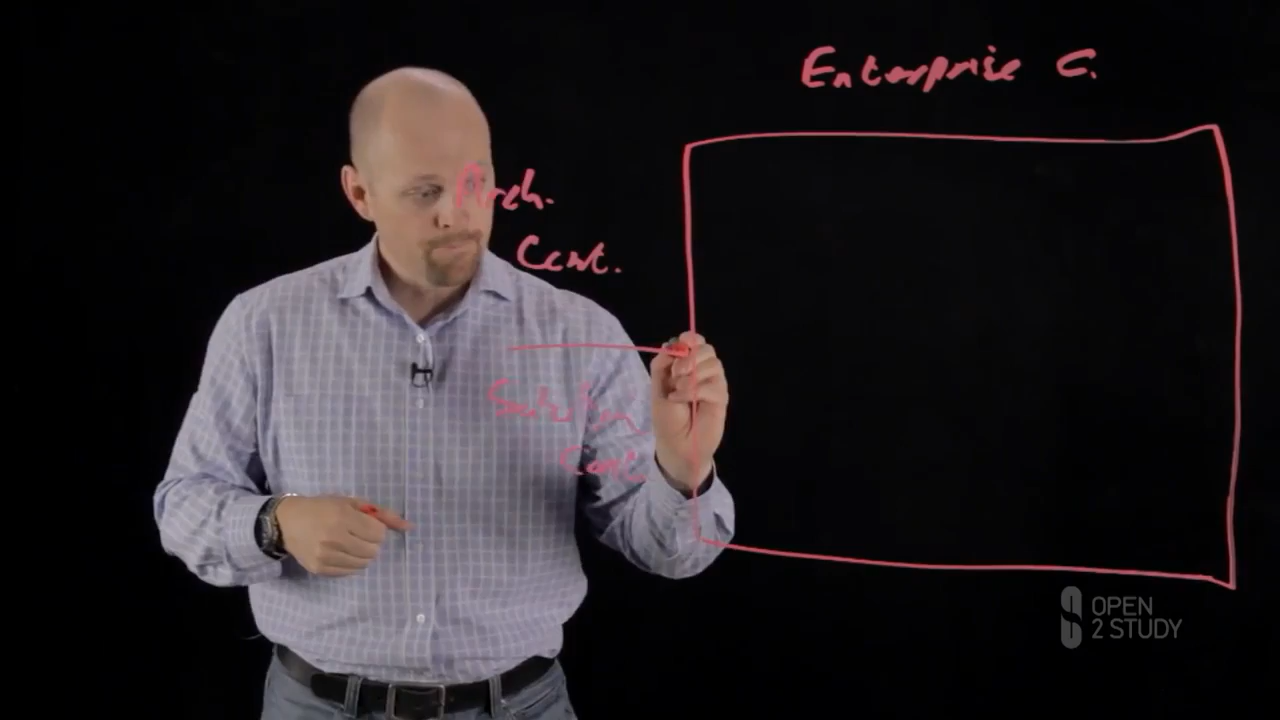 Enterprise C.
Arch.
Cont.
Solution
Cont.
OPEN
2 STUDY